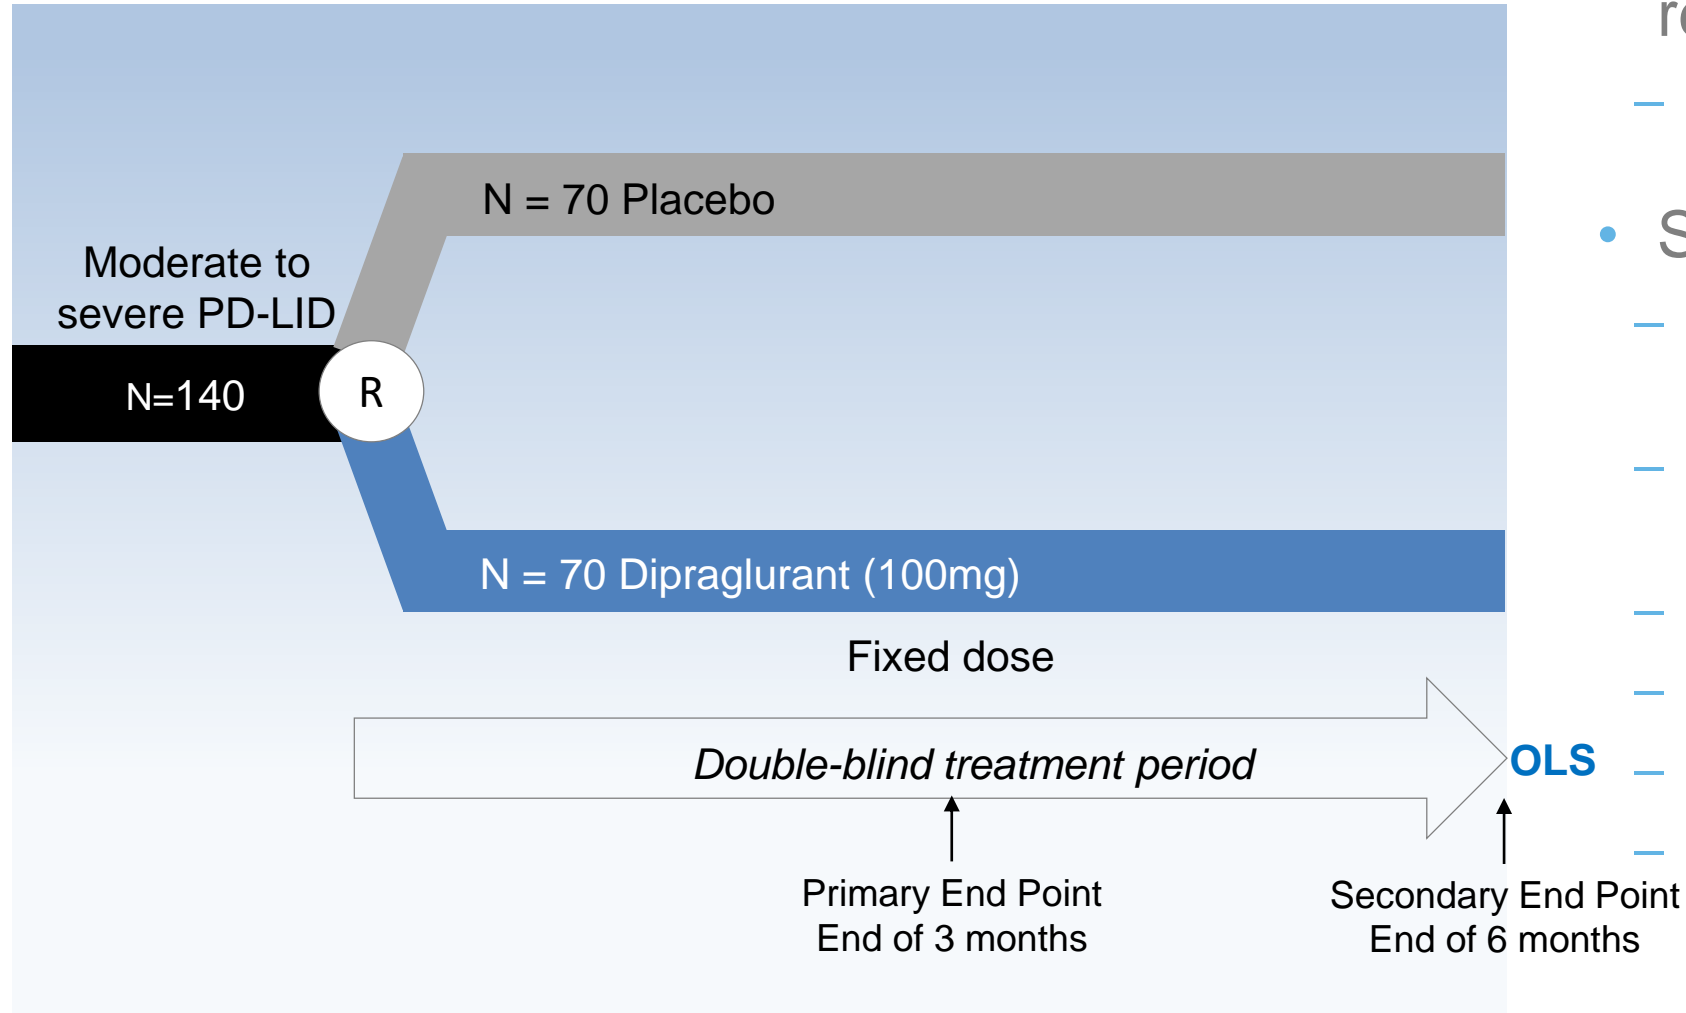 N = 70 Placebo
Moderate to
severe PD-LID
N=140
R
N = 70 Dipraglurant (100mg)
Fixed dose
Double-blind treatment period
OLS
Primary End Point
End of 3 months
Secondary End Point
End of 6 months